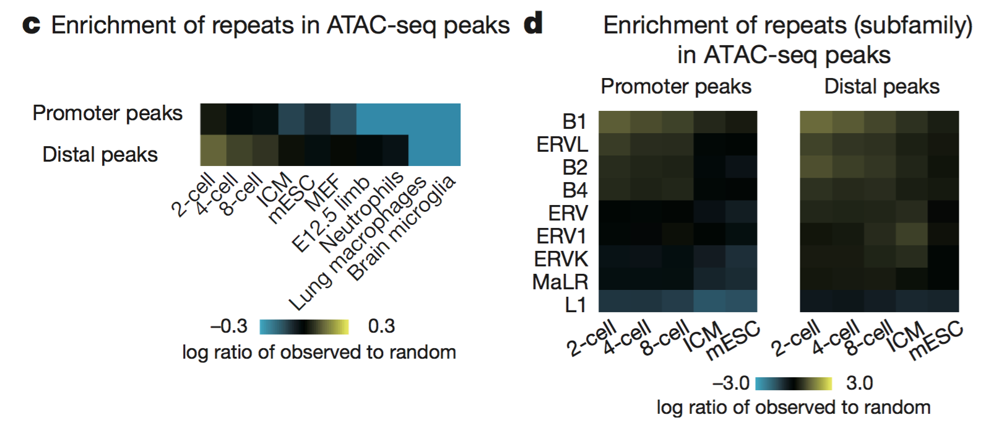 c Enrichment of repeats in ATAC-seq peaks
Promoter peaks
Distal peaks
2-cell
4-cell
8-cell
ICM
mESC
MEF
E12.5 limb
Neutrophils
Lung macrophages
Brain microglia
–0.3 0.3
log ratio of observed to random
d Enrichment of repeats (subfamily)
in ATAC-seq peaks
Promoter peaks
Distal peaks
B1
ERVL
B2
B4
ERV
ERV1
ERVK
MaLR
L1
2-cell
4-cell
8-cell
ICM
mESC
2-cell
4-cell
8-cell
ICM
mESC
–3.0 3.0
log ratio of observed to random